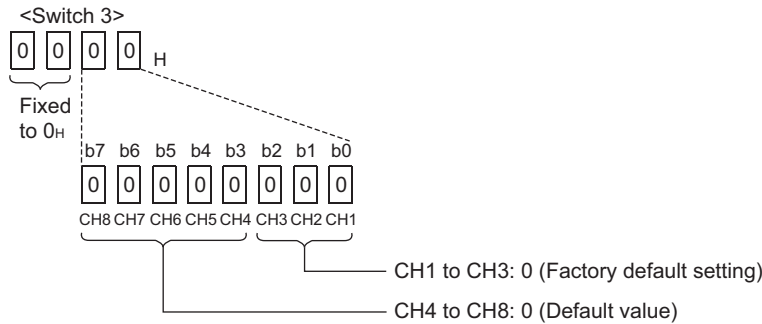 <Switch 3>
0 0 0 0 H
Fixed
to 0H
b7 b6 b5 b4 b3 b2 b1 b0
0 0 0 0 0 0 0 0
CH8 CH7 CH6 CH5 CH4 CH3 CH2 CH1
CH1 to CH3: 0 (Factory default setting)
CH4 to CH8: 0 (Default value)